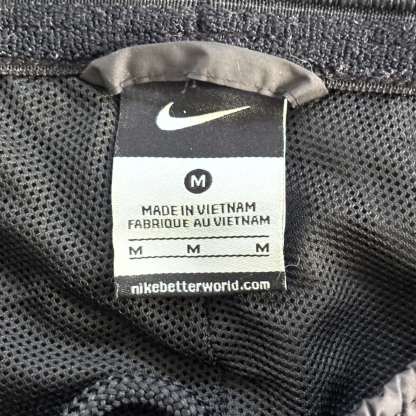 M
MADE IN VIETNAM
FABRIQUE AU VIETNAM
M M M
nikebetterworld.com